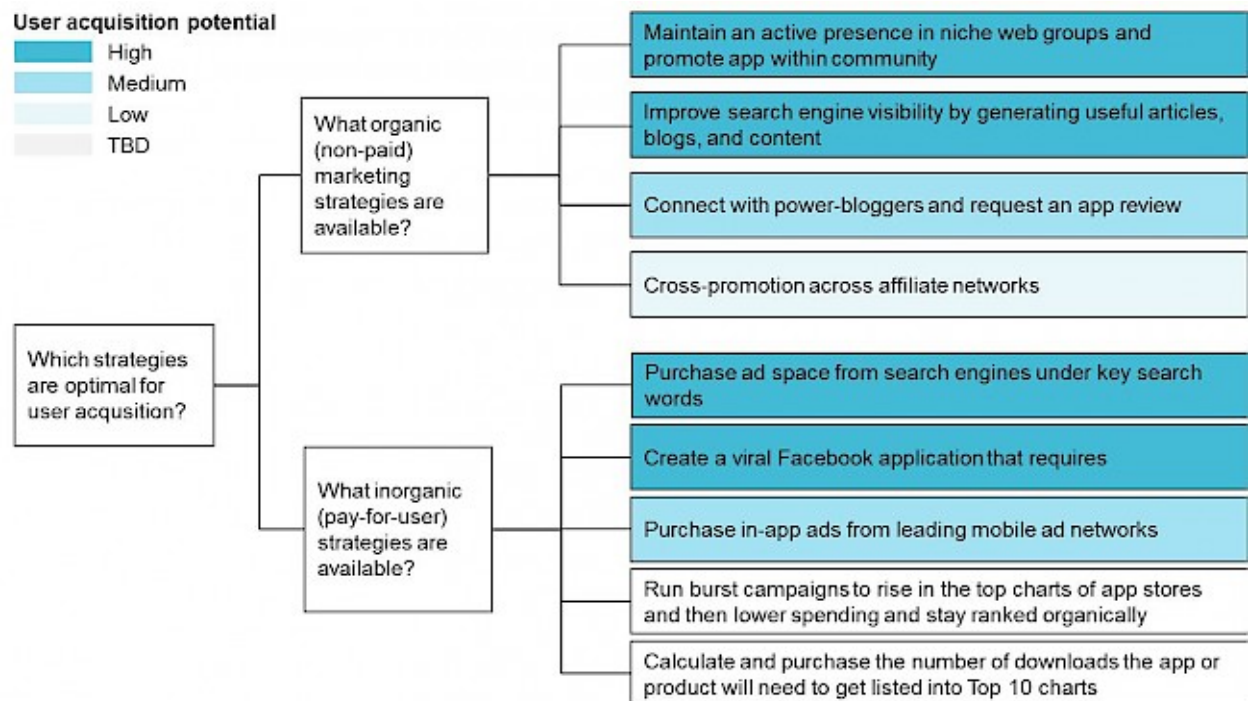 User acquisition potential
High
Medium
Low
TBD
Which strategies
are optimal for
user acqusition?
What organic
(non-paid)
marketing
strategies are
available?
Maintain an active presence in niche web groups and
promote app within community
Improve search engine visibility by generating useful articles,
blogs, and content
Connect with power-bloggers and request an app review
Cross-promotion across affiliate networks
What inorganic
(pay-for-user)
strategies are
available?
Purchase ad space from search engines under key search
words
Create a viral Facebook application that requires
Purchase in-app ads from leading mobile ad networks
Run burst campaigns to rise in the top charts of app stores
and then lower spending and stay ranked organically
Calculate and purchase the number of downloads the app or
product will need to get listed into Top 10 charts